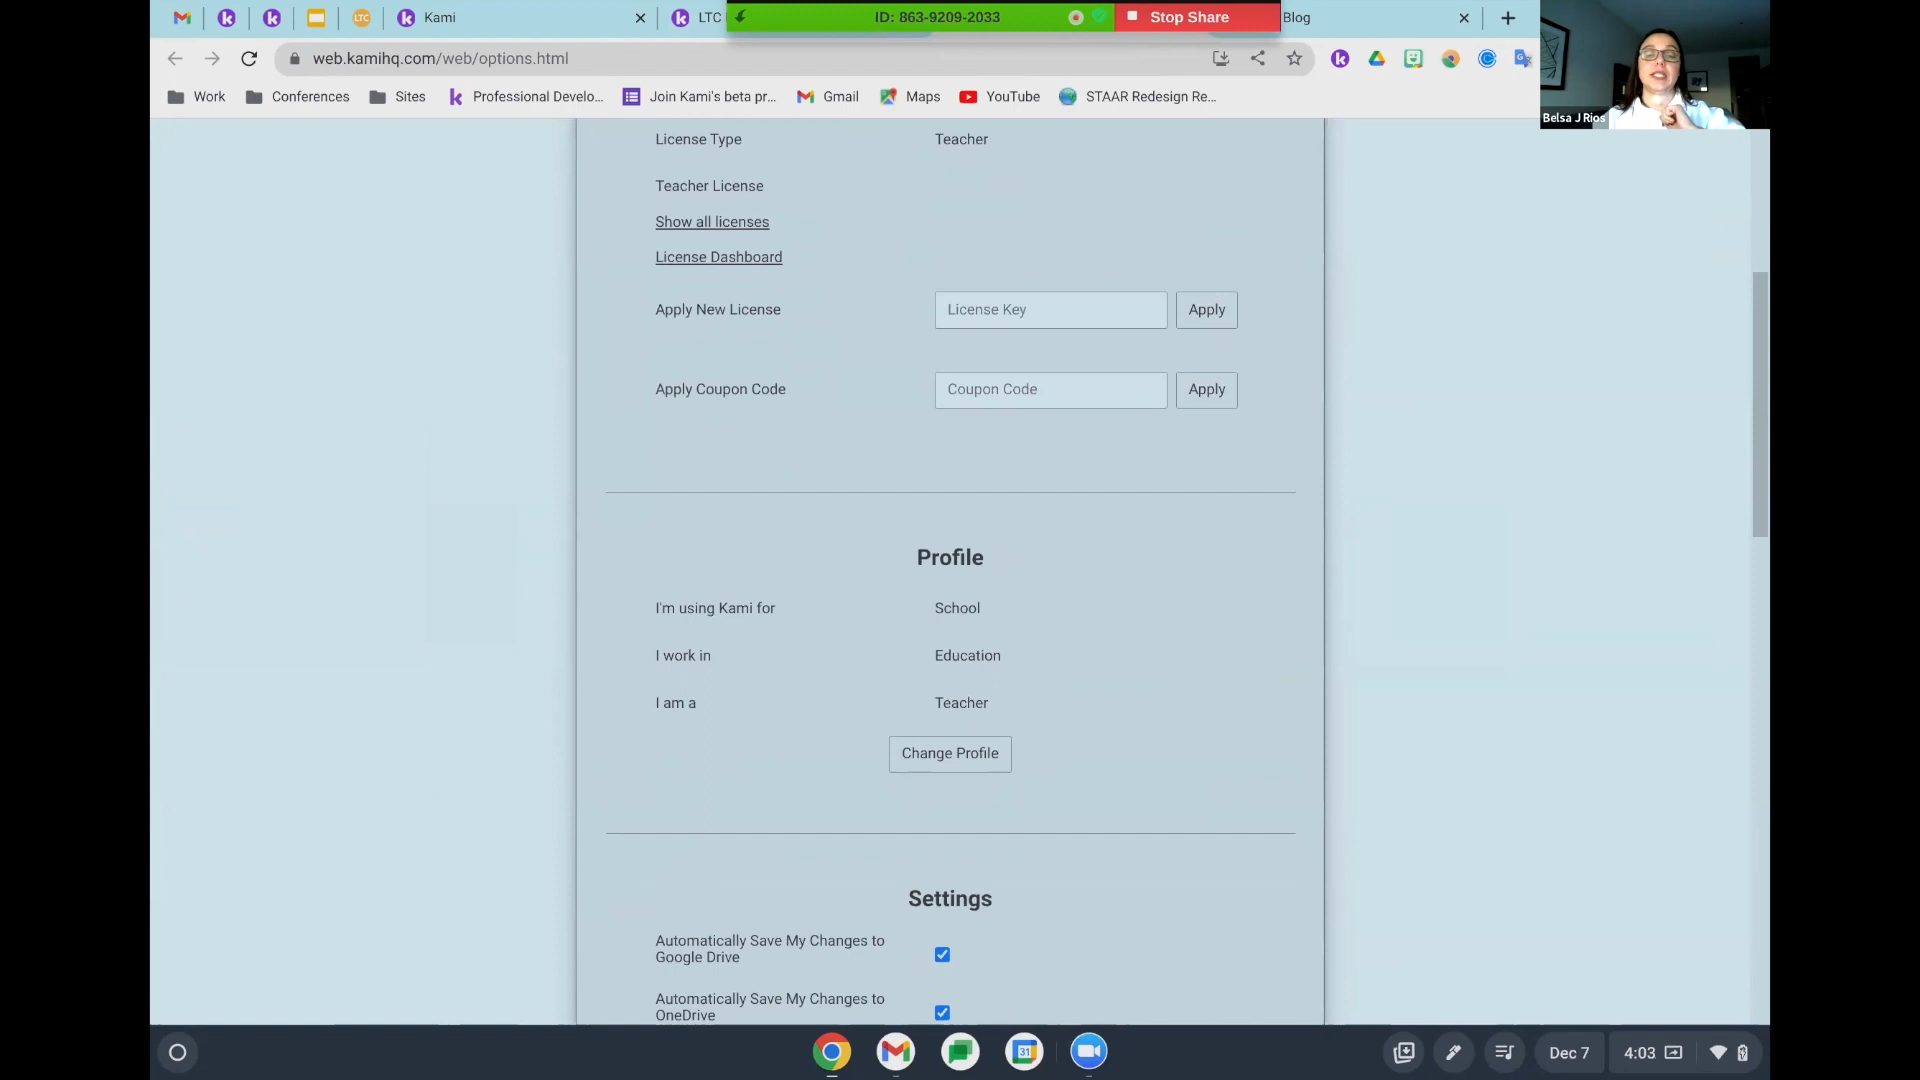 Kami
LTC
ID: 863-9209-2033
Stop Share
Blog
web.kamihq.com/web/options.html
Work
Conferences
Sites
Professional Develo...
Join Kami's beta pr...
Gmail
Maps
YouTube
STAAR Redesign Re...
Belsa J Rios
License Type
Teacher
Teacher License
Show all licenses
License Dashboard
Apply New License
License Key
Apply
Apply Coupon Code
Coupon Code
Apply
Profile
I'm using Kami for
School
I work in
Education
I am a
Teacher
Change Profile
Settings
Automatically Save My Changes to
Google Drive
Automatically Save My Changes to
OneDrive
31
Dec 7
4:03